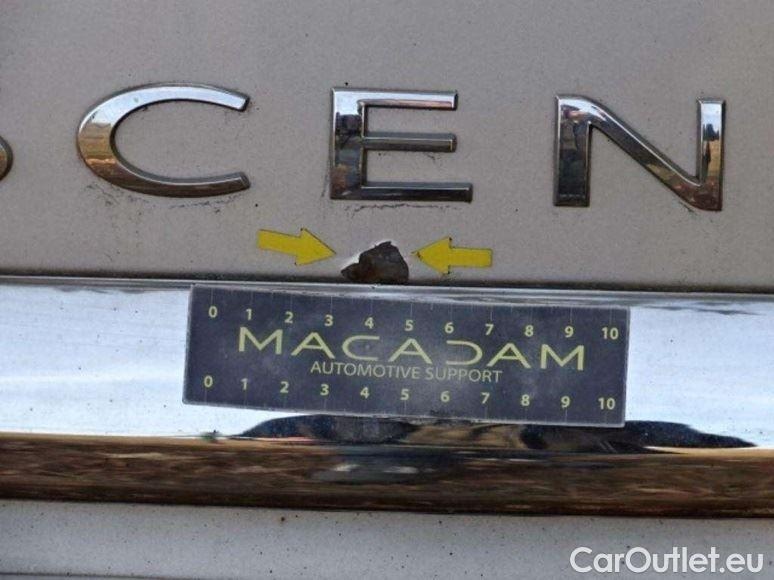 SCEN
0 1 2 3 4 5 6 7 8 9 10
MACADAM
AUTOMOTIVE SUPPORT
0 1 2 3 4 5 6 7 8 9 10
CarOutlet.eu